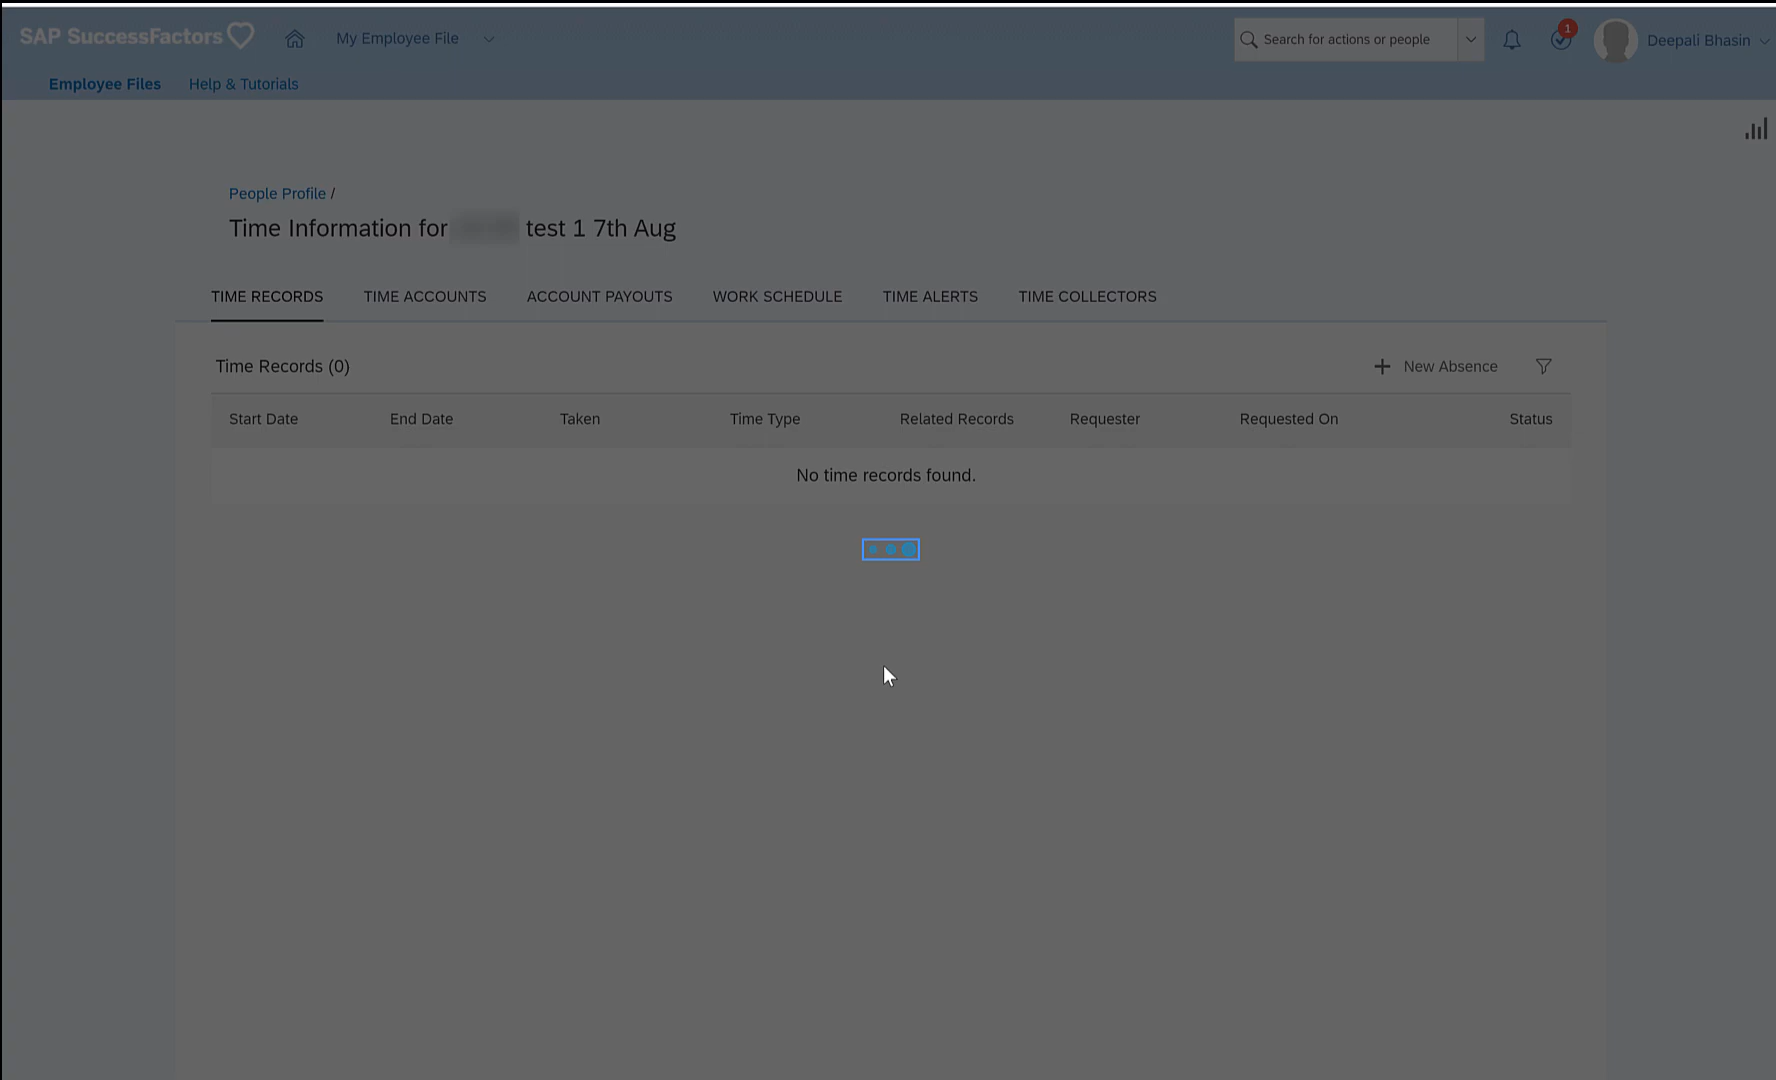 SAP SuccessFactors
My Employee File
Search for actions or people
1
Deepali Bhasin
Employee Files
Help & Tutorials
People Profile /
Time Information for test 1 7th Aug
TIME RECORDS
TIME ACCOUNTS
ACCOUNT PAYOUTS
WORK SCHEDULE
TIME ALERTS
TIME COLLECTORS
Time Records (0)
New Absence
Start Date
End Date
Taken
Time Type
Related Records
Requester
Requested On
Status
No time records found.